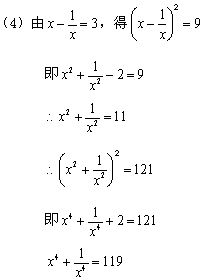 （4）由 x - 1/x = 3，得 (x - 1/x)² = 9
即 x² + 1/x² - 2 = 9
∴ x² + 1/x² = 11
∴ (x² + 1/x²)² = 121
即 x⁴ + 1/x⁴ + 2 = 121
x⁴ + 1/x⁴ = 119